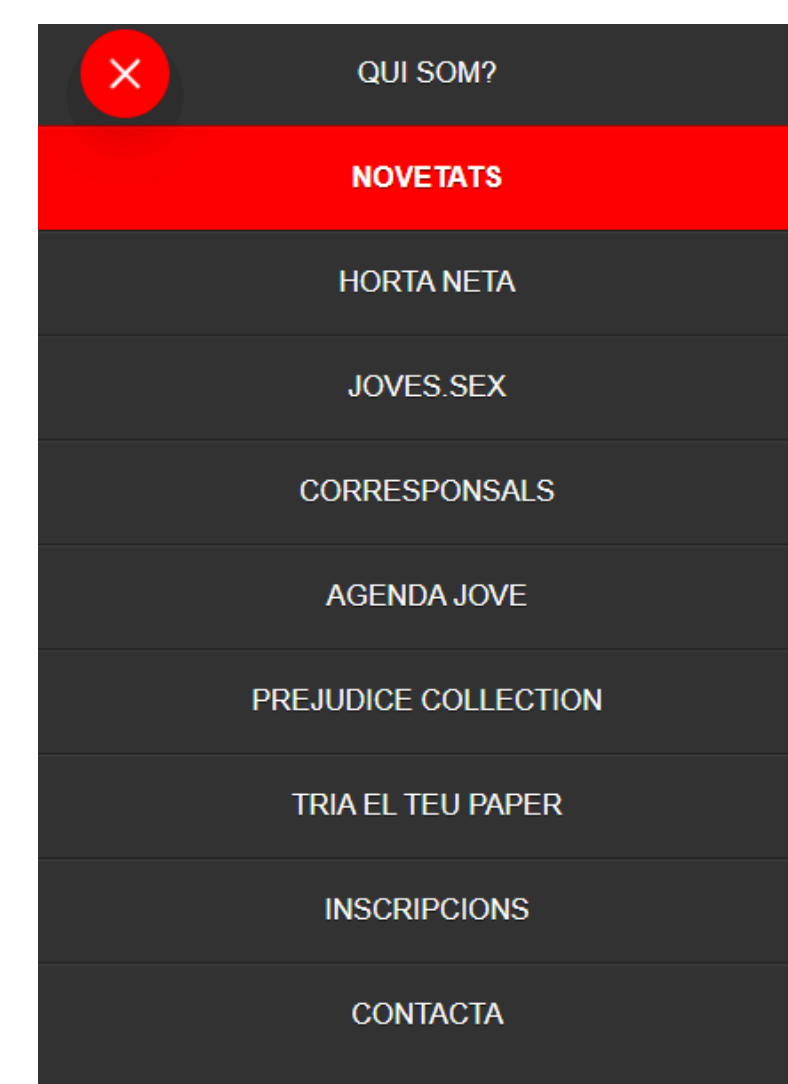 QUI SOM?
NOVETATS
HORTA NETA
JOVES.SEX
CORRESPONSALS
AGENDA JOVE
PREJUDICE COLLECTION
TRIA EL TEU PAPER
INSCRIPCIONS
CONTACTA